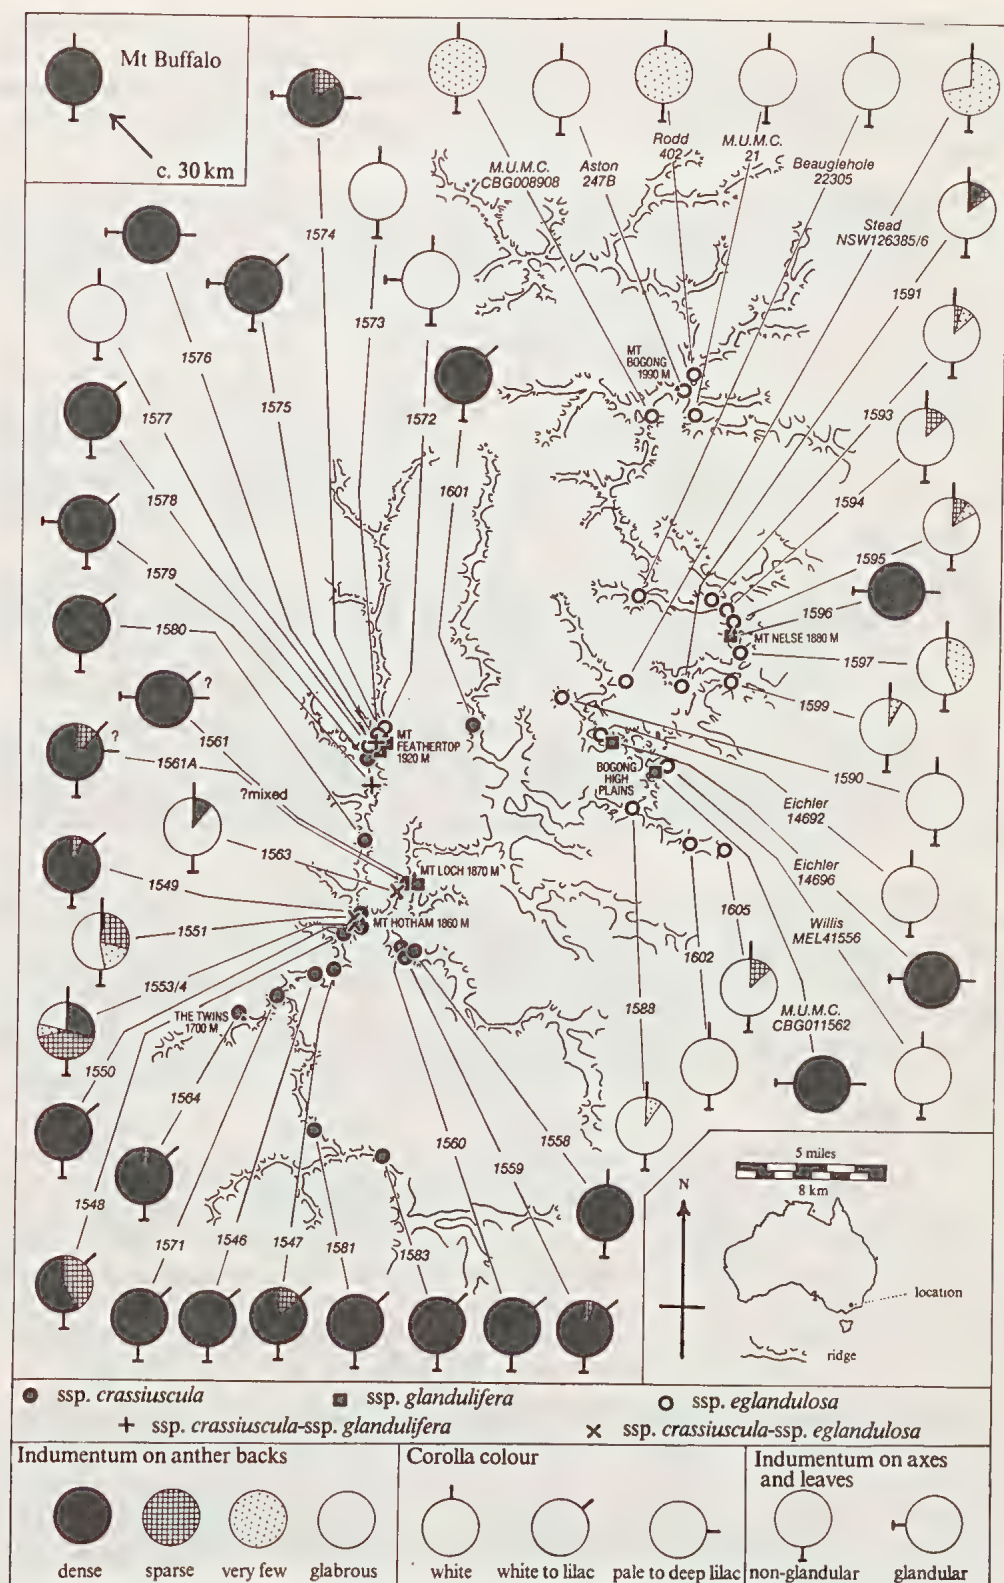 Mt Buffalo
c. 30 km
M.U.M.C.
CBG008908
Aston
247B
Rodd
402
M.U.M.C.
21
Beauglehole
22305
Stead
NSW126385/6
1574
1573
1591
1576
1575
1572
1593
1577
1601
1594
1578
1595
1579
1596
1580
1597
1599
MT
BOGONG
1990 M
MT NELSE 1880 M
?
1561
?
1561A
?mixed
MT
FEATHERTOP
1920 M
BOGONG
HIGH
PLAINS
1590
Eichler
14692
1563
Eichler
14696
1549
MT LOCH 1870 M
1605
Willis
MEL41556
1551
MT HOTHAM 1860 M
1602
1553/4
1588
M.U.M.C.
CBG011562
THE TWINS
1700 M
1550
1564
1560
1558
1559
1548
1571
1546
1547
1581
1583
5 miles
8 km
N
location
ridge
ssp. crassiuscula
ssp. glandulifera
ssp. eglandulosa
ssp. crassiuscula-ssp. glandulifera
ssp. crassiuscula-ssp. eglandulosa
Indumentum on anther backs
Corolla colour
Indumentum on axes
and leaves
dense
sparse
very few
glabrous
white
white to lilac
pale to deep lilac
non-glandular
glandular